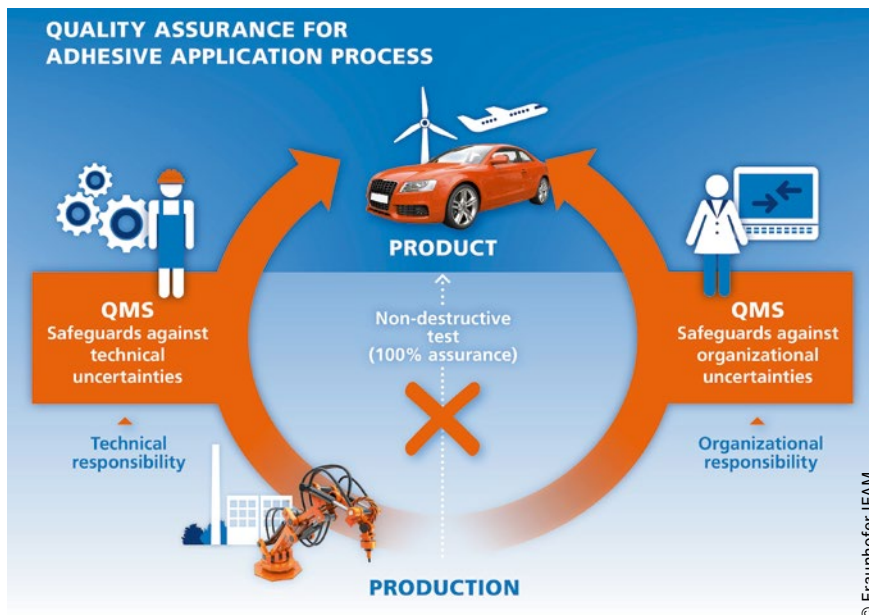 QUALITY ASSURANCE FOR
ADHESIVE APPLICATION PROCESS
PRODUCT
QMS
Safeguards against
technical
uncertainties
Non-destructive
test
(100% assurance)
QMS
Safeguards against
organizational
uncertainties
Technical
responsibility
Organizational
responsibility
PRODUCTION
© Fraunhofer IFAM